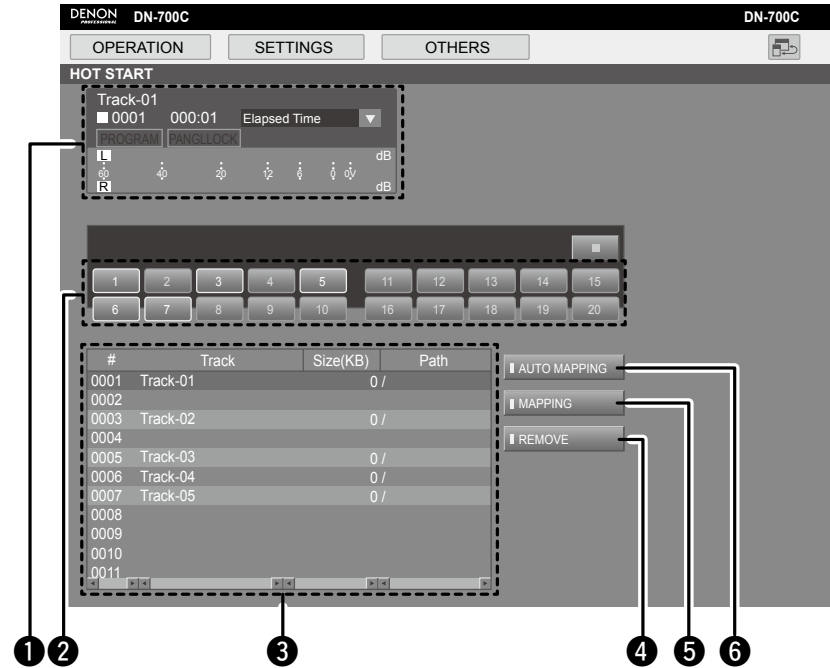 DENON PROFESSIONAL DN-700C DN-700C
OPERATION SETTINGS OTHERS
HOT START
Track-01
0001 000:01 Elapsed Time
PROGRAM PANGLLOCK
L dB
60 40 20 12 6 0 0V
R dB
1 2 3 4 5 11 12 13 14 15
6 7 8 9 10 16 17 18 19 20
# Track Size(KB) Path
0001 Track-01 0 /
0002
0003 Track-02 0 /
0004
0005 Track-03 0 /
0006 Track-04 0 /
0007 Track-05 0 /
0008
0009
0010
0011
AUTO MAPPING
MAPPING
REMOVE
1 2 3 4 5 6